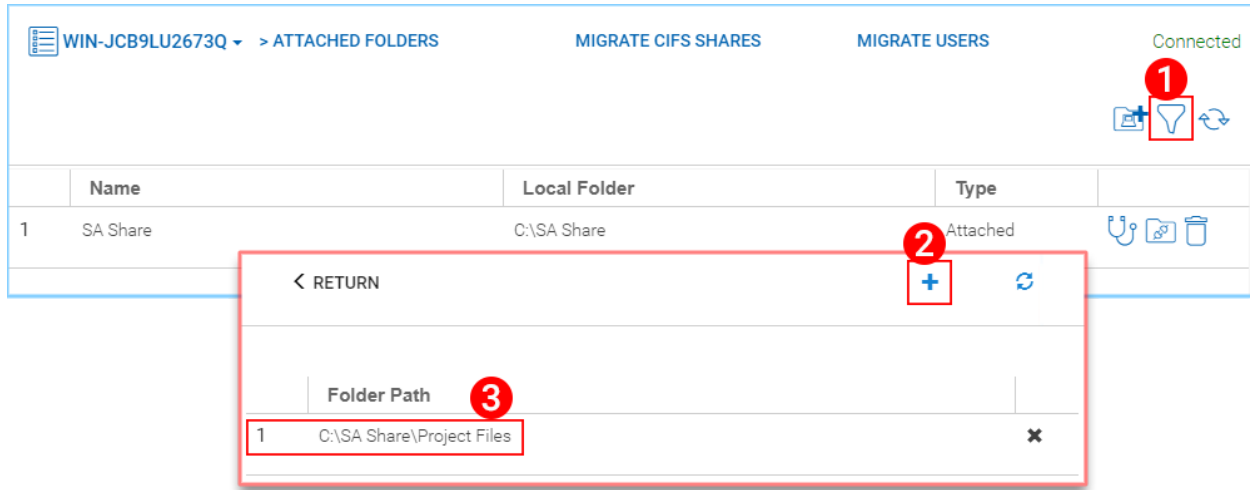 WIN-JCB9LU2673Q > ATTACHED FOLDERS MIGRATE CIFS SHARES MIGRATE USERS Connected
1
Name Local Folder Type
1 SA Share C:\SA Share Attached
2
< RETURN +
Folder Path 3
1 C:\SA Share\Project Files ✖